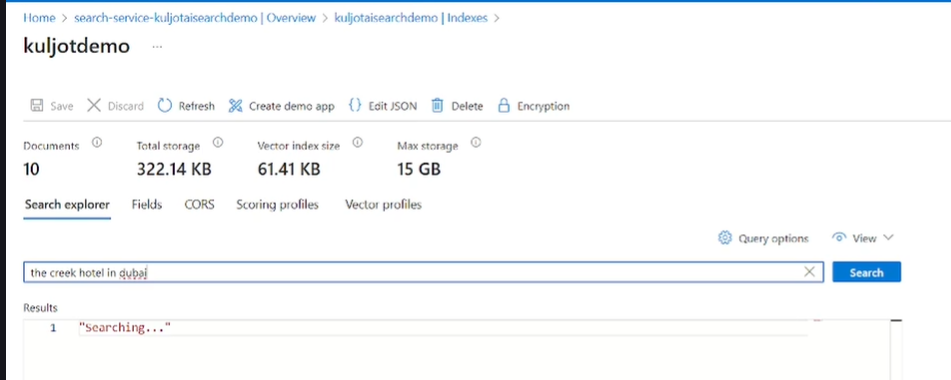 Home > search-service-kuljotaisearchdemo | Overview > kuljotaisearchdemo | Indexes >
kuljotdemo ...
Save Discard Refresh Create demo app Edit JSON Delete Encryption
Documents Total storage Vector index size Max storage
10 322.14 KB 61.41 KB 15 GB
Search explorer Fields CORS Scoring profiles Vector profiles
Query options View
the creek hotel in dubai Search
Results
1 "Searching..."